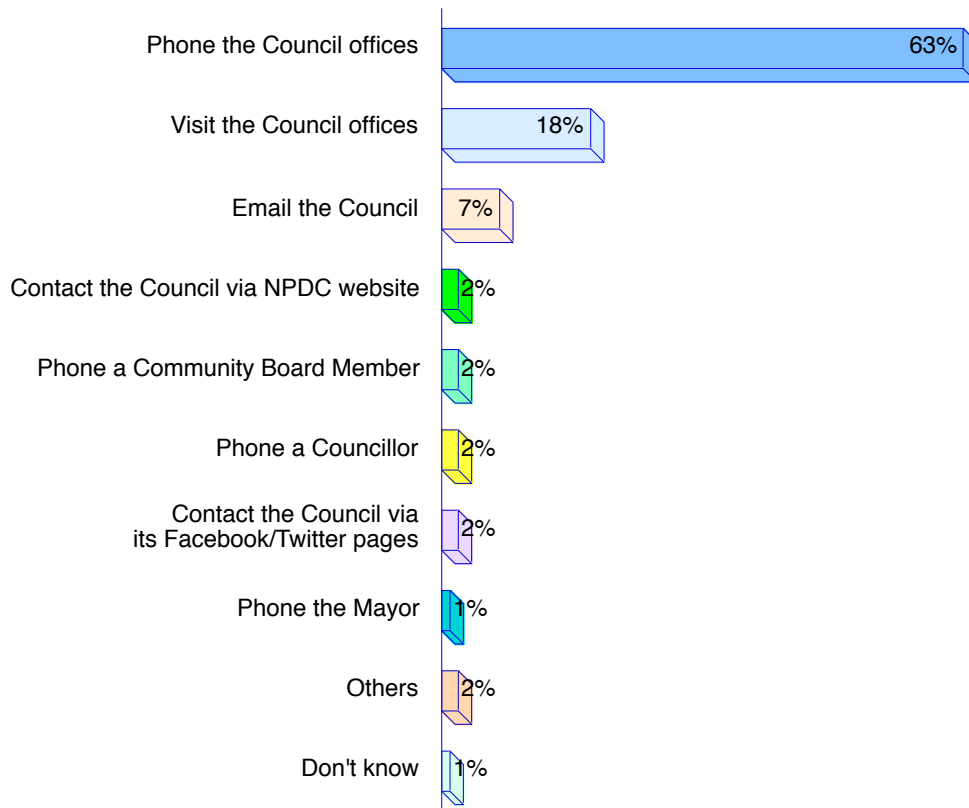 Phone the Council offices 63%
Visit the Council offices 18%
Email the Council 7%
Contact the Council via NPDC website 2%
Phone a Community Board Member 2%
Phone a Councillor 2%
Contact the Council via
its Facebook/Twitter pages 2%
Phone the Mayor 1%
Others 2%
Don't know 1%